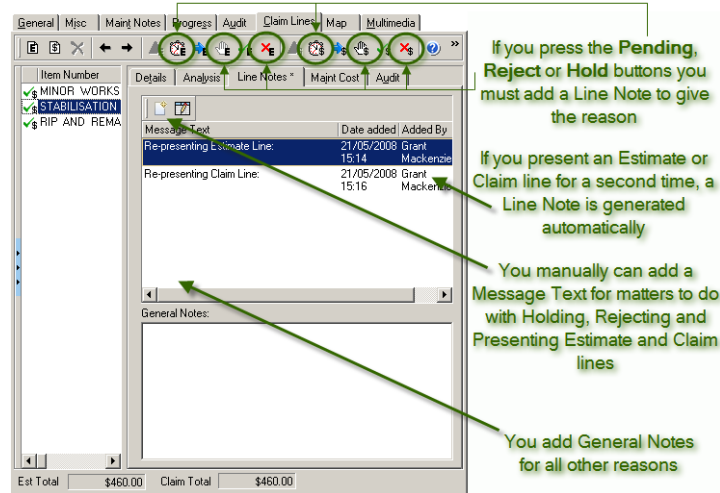 General Misc Maint Notes Progress Audit Claim Lines Map Multimedia
If you press the Pending,
Reject or Hold buttons you
must add a Line Note to give
the reason
Item Number
MINOR WORKS
STABILISATION
RIP AND REMA
Details Analysis Line Notes * Maint Cost Audit
Message Text Date added Added By
Re-presenting Estimate Line: 21/05/2008 Grant
15:14 Mackenzie
Re-presenting Claim Line: 21/05/2008 Grant
15:16 Mackenzie
If you present an Estimate or
Claim line for a second time, a
Line Note is generated
automatically
You manually can add a
Message Text for matters to do
with Holding, Rejecting and
Presenting Estimate and Claim
lines
General Notes:
You add General Notes
for all other reasons
Est Total $460.00 Claim Total $460.00